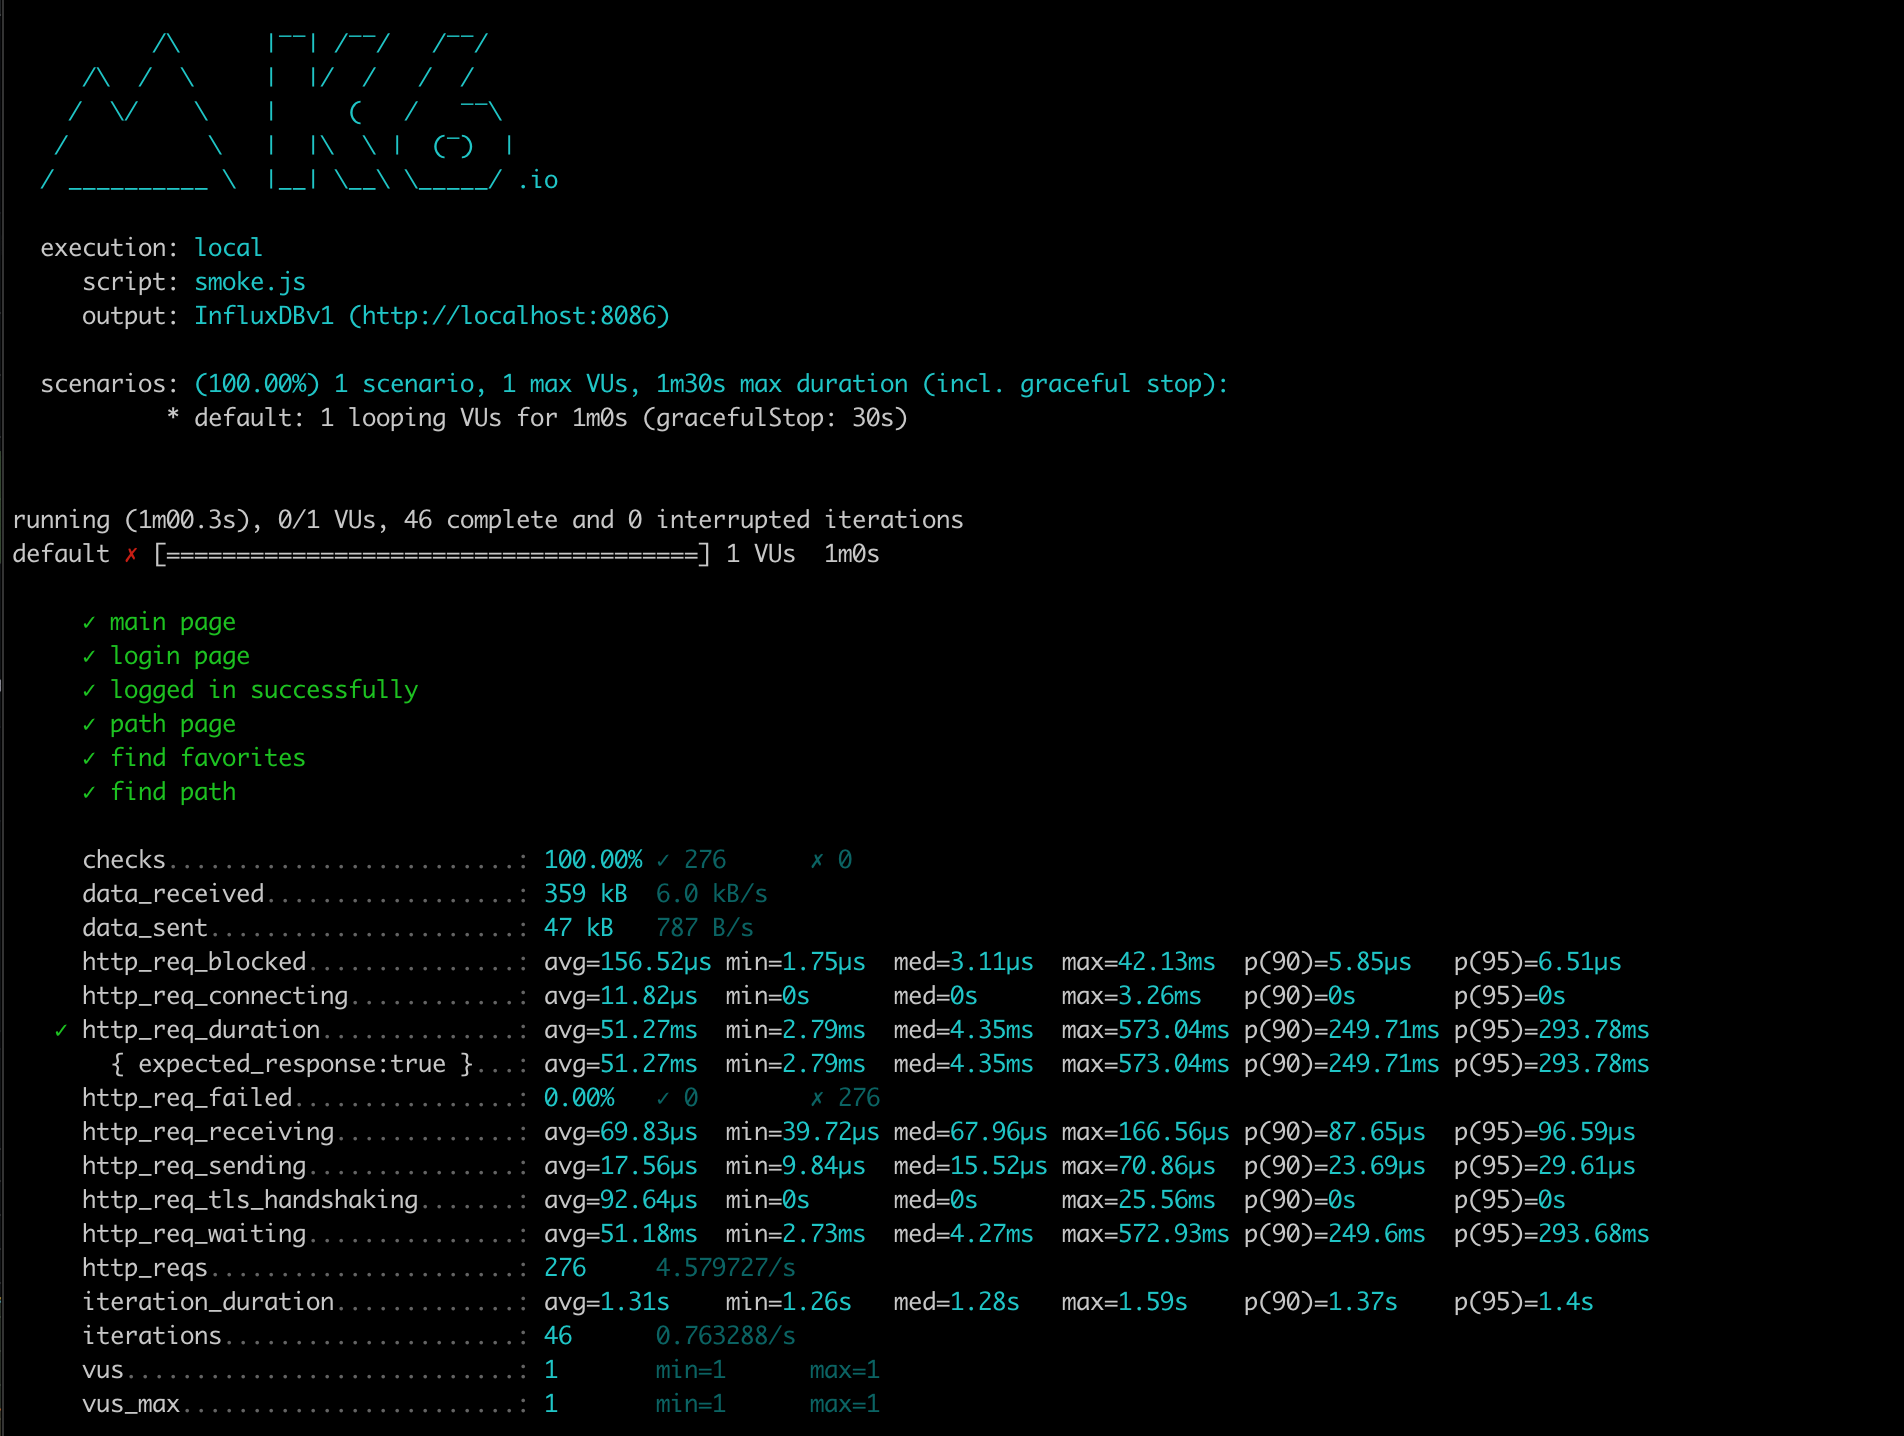 /\      |‾‾| /‾‾/   /‾‾/
     /\  /  \     |  |/  /   /  /
    /  \/    \    |     (   /   ‾‾\
   /          \   |  |\  \ |  (‾)  |
  / __________ \  |__| \__\ \_____/ .io
  execution: local
     script: smoke.js
     output: InfluxDBv1 (http://localhost:8086)
  scenarios: (100.00%) 1 scenario, 1 max VUs, 1m30s max duration (incl. graceful stop):
           * default: 1 looping VUs for 1m0s (gracefulStop: 30s)
running (1m00.3s), 0/1 VUs, 46 complete and 0 interrupted iterations
default ✗ [======================================] 1 VUs  1m0s
     ✓ main page
     ✓ login page
     ✓ logged in successfully
     ✓ path page
     ✓ find favorites
     ✓ find path
     checks.........................: 100.00% ✓ 276      ✗ 0
     data_received..................: 359 kB  6.0 kB/s
     data_sent......................: 47 kB   787 B/s
     http_req_blocked...............: avg=156.52µs min=1.75µs  med=3.11µs  max=42.13ms  p(90)=5.85µs   p(95)=6.51µs
     http_req_connecting............: avg=11.82µs  min=0s      med=0s      max=3.26ms   p(90)=0s       p(95)=0s
   ✓ http_req_duration..............: avg=51.27ms  min=2.79ms  med=4.35ms  max=573.04ms p(90)=249.71ms p(95)=293.78ms
       { expected_response:true }...: avg=51.27ms  min=2.79ms  med=4.35ms  max=573.04ms p(90)=249.71ms p(95)=293.78ms
     http_req_failed................: 0.00%   ✓ 0        ✗ 276
     http_req_receiving.............: avg=69.83µs  min=39.72µs med=67.96µs max=166.56µs p(90)=87.65µs  p(95)=96.59µs
     http_req_sending...............: avg=17.56µs  min=9.84µs  med=15.52µs max=70.86µs  p(90)=23.69µs  p(95)=29.61µs
     http_req_tls_handshaking.......: avg=92.64µs  min=0s      med=0s      max=25.56ms  p(90)=0s       p(95)=0s
     http_req_waiting...............: avg=51.18ms  min=2.73ms  med=4.27ms  max=572.93ms p(90)=249.6ms  p(95)=293.68ms
     http_reqs......................: 276     4.579727/s
     iteration_duration.............: avg=1.31s    min=1.26s   med=1.28s   max=1.59s    p(90)=1.37s    p(95)=1.4s
     iterations.....................: 46      0.763288/s
     vus............................: 1       min=1      max=1
     vus_max........................: 1       min=1      max=1